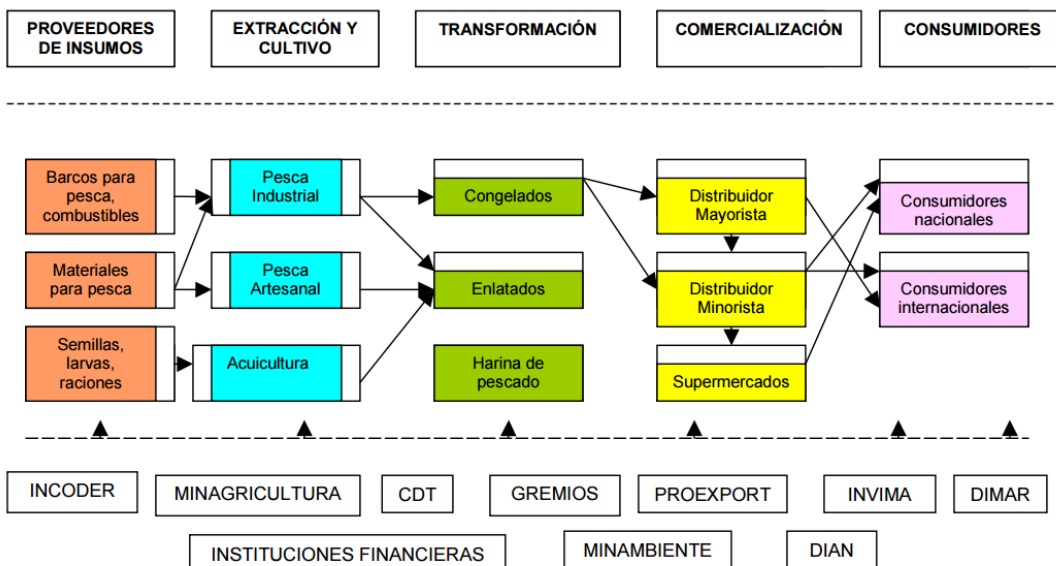 PROVEEDORES
DE INSUMOS
EXTRACCIÓN Y
CULTIVO
TRANSFORMACIÓN
COMERCIALIZACIÓN
CONSUMIDORES
Barcos para
pesca,
combustibles
Pesca
Industrial
Congelados
Distribuidor
Mayorista
Consumidores
nacionales
Materiales
para pesca
Pesca
Artesanal
Enlatados
Distribuidor
Minorista
Consumidores
internacionales
Semillas,
larvas,
raciones
Acuicultura
Harina de
pescado
Supermercados
INCODER
MINAGRICULTURA
CDT
GREMIOS
PROEXPORT
INVIMA
DIMAR
INSTITUCIONES FINANCIERAS
MINAMBIENTE
DIAN